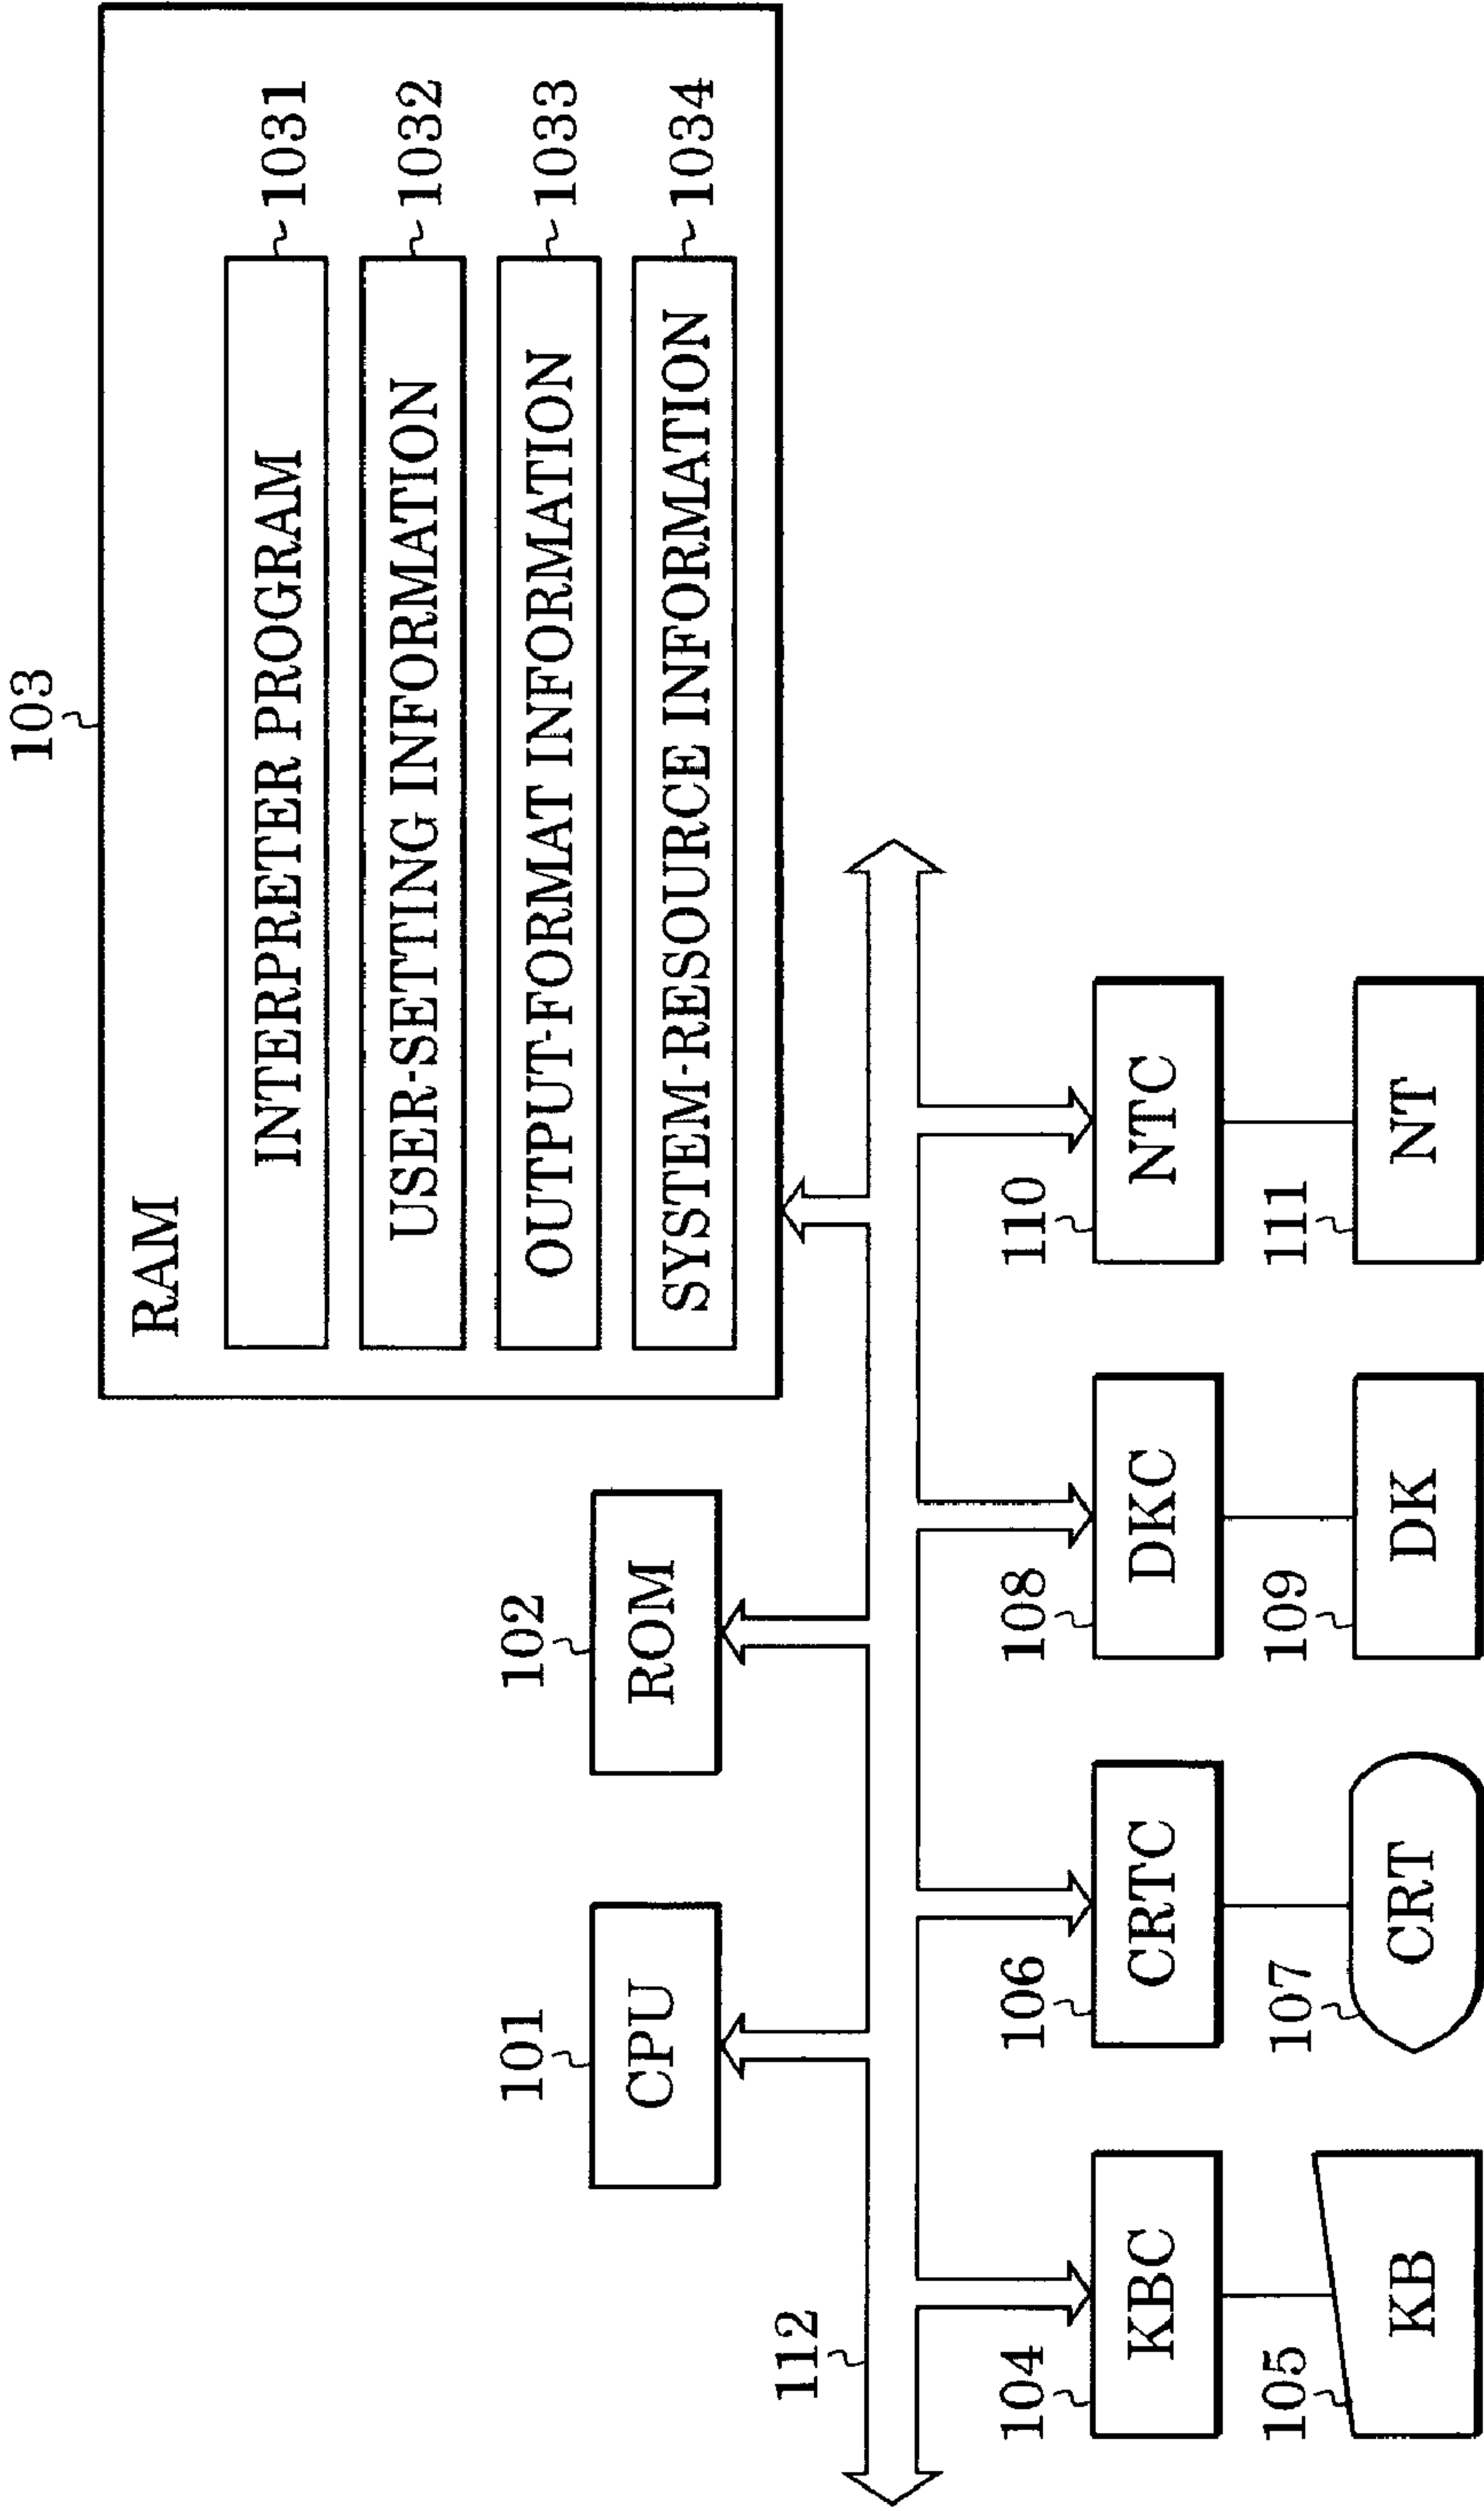 103
RAM
INTERPRETER PROGRAM
1031
USER-SETTING INFORMATION
1032
OUTPUT-FORMAT INFORMATION
1033
SYSTEM-RESOURCE INFORMATION
1034
101
CPU
102
ROM
112
104
KBC
106
CRTC
108
DKC
110
NTC
105
KB
107
CRT
109
DK
111
NT